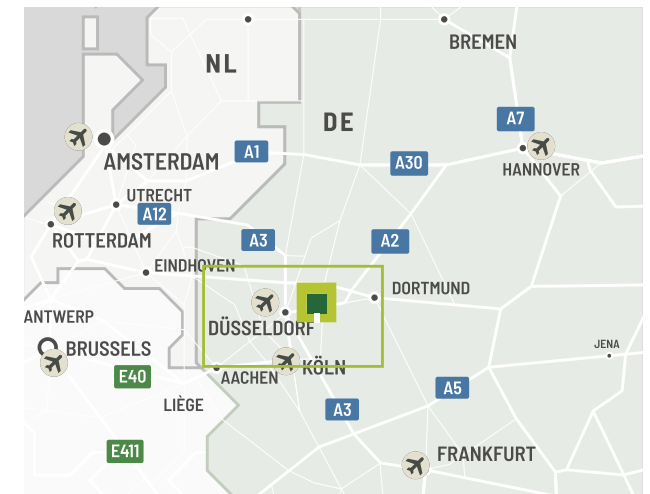 BREMEN
NL
DE
A7
AMSTERDAM
A1
A30
HANNOVER
UTRECHT
A12
ROTTERDAM
A3
A2
EINDHOVEN
DORTMUND
ANTWERP
DÜSSELDORF
BRUSSELS
JENA
KÖLN
AACHEN
E40
A5
LIÈGE
A3
E411
FRANKFURT